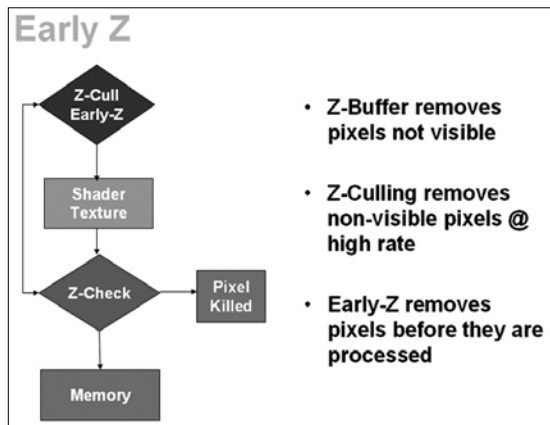 Early Z
Z-Cull
Early-Z
Shader
Texture
Z-Check
Pixel
Killed
Memory
• Z-Buffer removes
pixels not visible
• Z-Culling removes
non-visible pixels @
high rate
• Early-Z removes
pixels before they are
processed